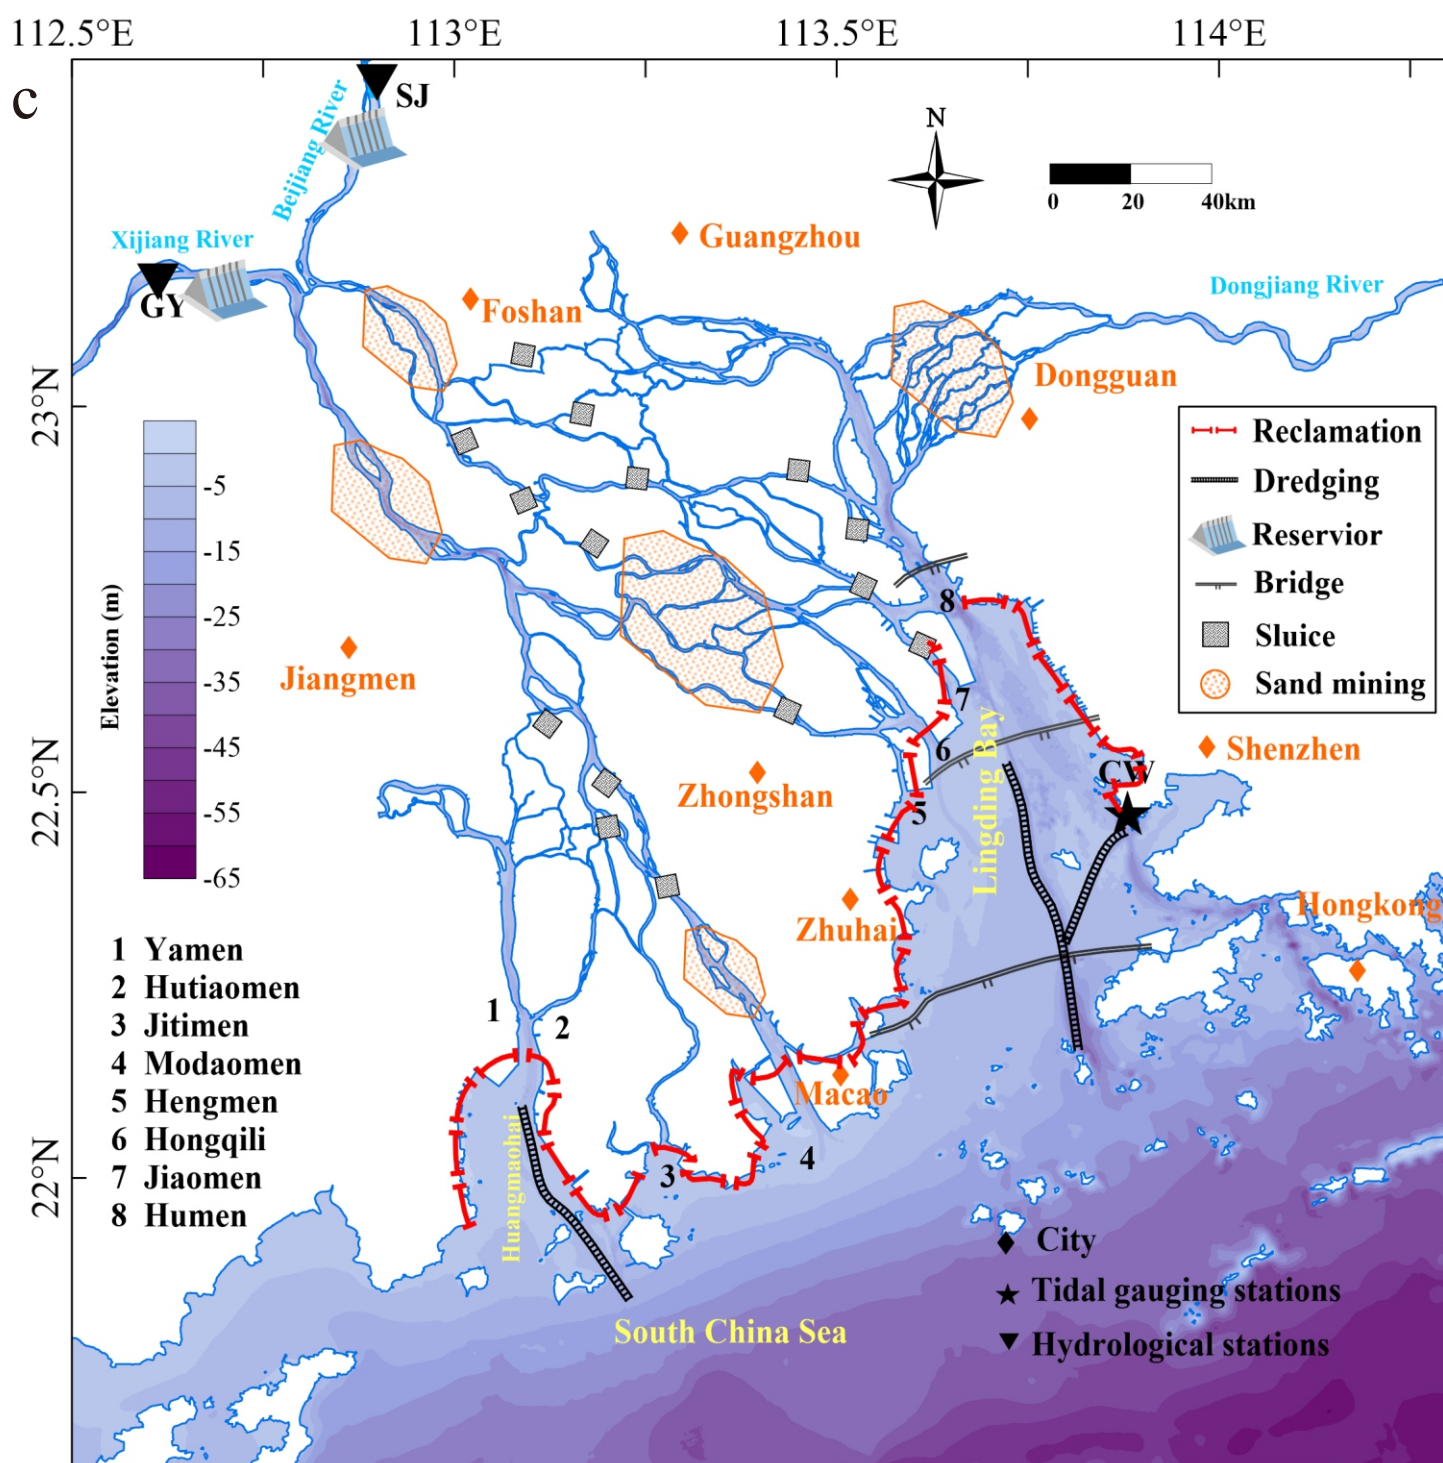 112.5°E
113°E
113.5°E
114°E
c
SJ
Beijiang River
N
0 20 40km
Xijiang River
Guangzhou
GY
Dongjiang River
Foshan
23°N
Dongguan
Reclamation
Dredging
Reservior
Bridge
Sluice
Sand mining
Elevation (m)
-5
-15
-25
-35
-45
-55
-65
8
7
6
5
Jiangmen
Lingding Bay
Shenzhen
CW
22.5°N
Zhongshan
Zhuhai
Hongkong
1 Yamen
2 Hutiaomen
3 Jitimen
4 Modaomen
5 Hengmen
6 Hongqili
7 Jiaomen
8 Humen
1
2
Macao
3
4
22°N
Huangmaohai
City
Tidal gauging stations
Hydrological stations
South China Sea